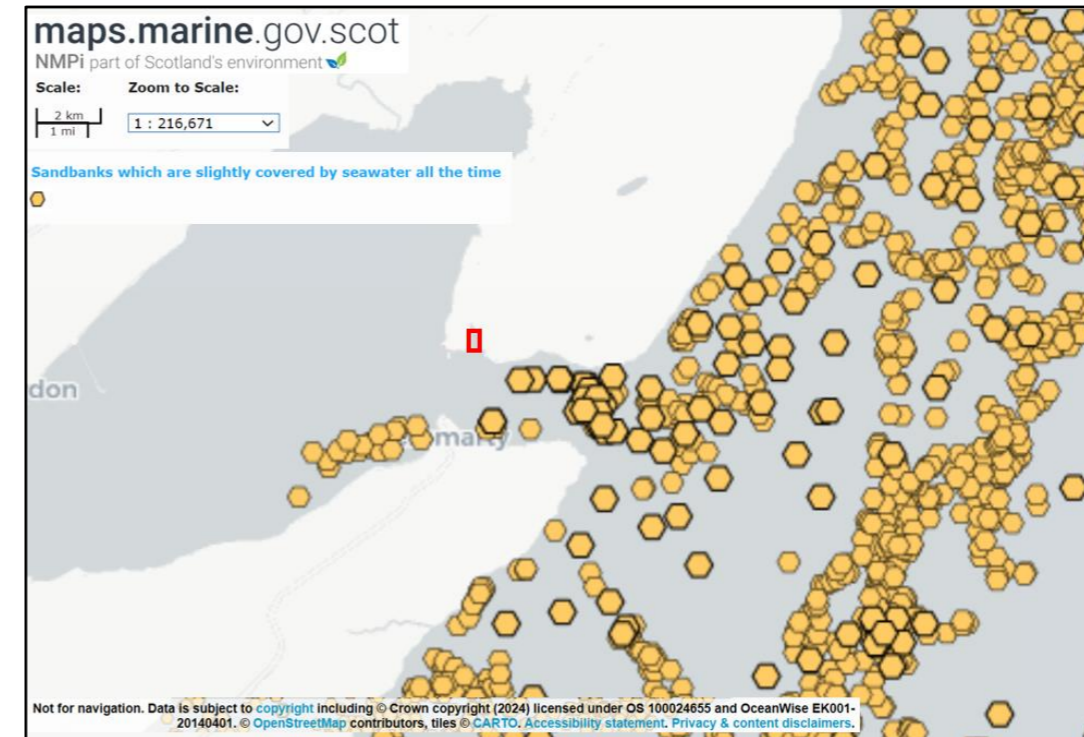 maps.marine.gov.scot
NMPi part of Scotland's environment
Scale: Zoom to Scale:
2 km
1 mi
1 : 216,671
Sandbanks which are slightly covered by seawater all the time
don
marty
Not for navigation. Data is subject to copyright including © Crown copyright (2024) licensed under OS 100024655 and OceanWise EK001-
20140401. © OpenStreetMap contributors, tiles © CARTO. Accessibility statement. Privacy & content disclaimers.